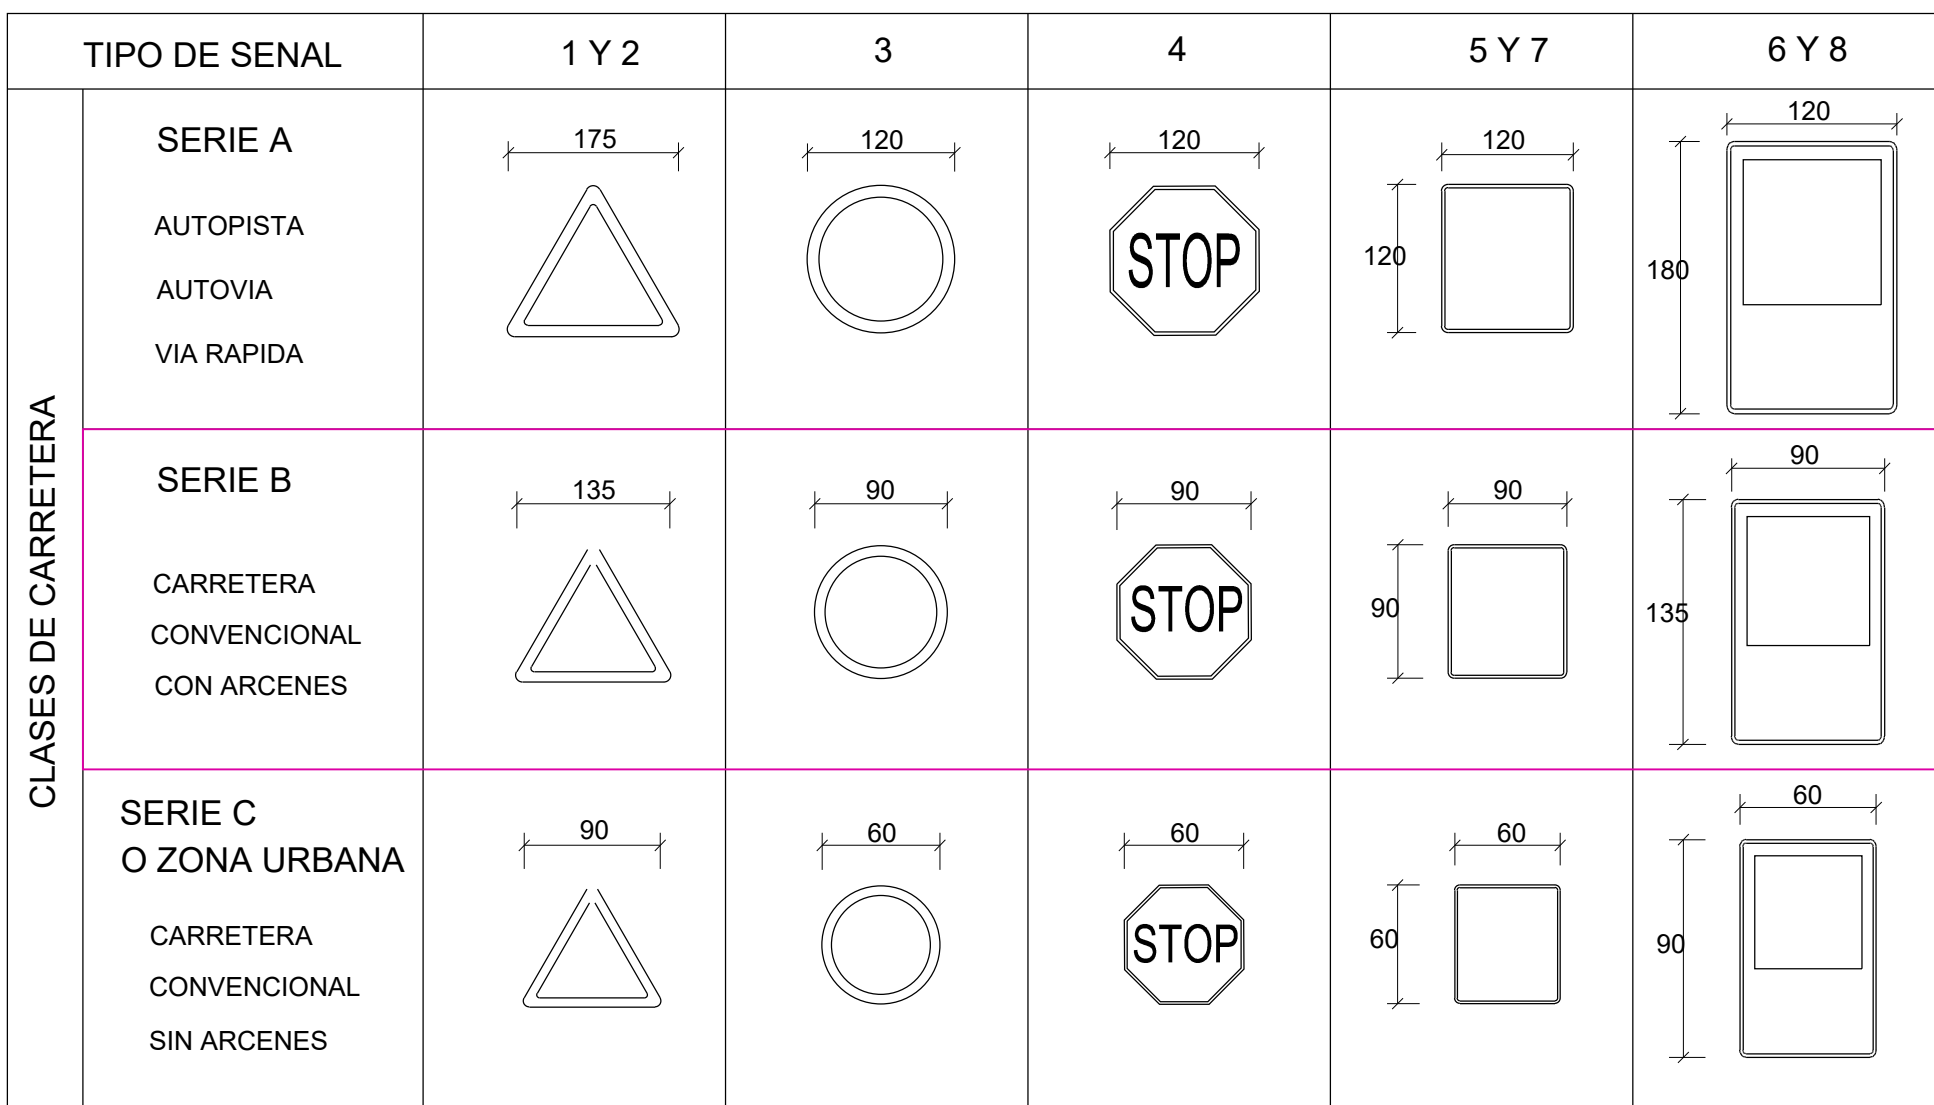 TIPO DE SENAL
1 Y 2
3
4
5 Y 7
6 Y 8
CLASES DE CARRETERA
SERIE A
AUTOPISTA
AUTOVIA
VIA RAPIDA
175
120
120
STOP
120
120
120
180
SERIE B
CARRETERA
CONVENCIONAL
CON ARCENES
135
90
90
STOP
90
90
90
135
SERIE C
O ZONA URBANA
CARRETERA
CONVENCIONAL
SIN ARCENES
90
60
60
STOP
60
60
60
90